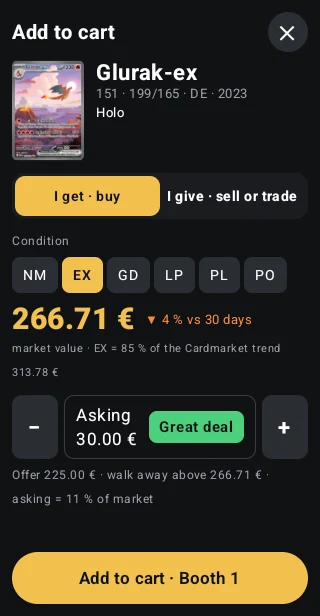 Add to cart
Glurak-ex
151 · 199/165 · DE · 2023
Holo
I get · buy
I give · sell or trade
Condition
NM EX GD LP PL PO
266.71 € ▼ 4 % vs 30 days
market value · EX = 85 % of the Cardmarket trend
313.78 €
− Asking 30.00 € Great deal +
Offer 225.00 € · walk away above 266.71 € ·
asking = 11 % of market
Add to cart · Booth 1